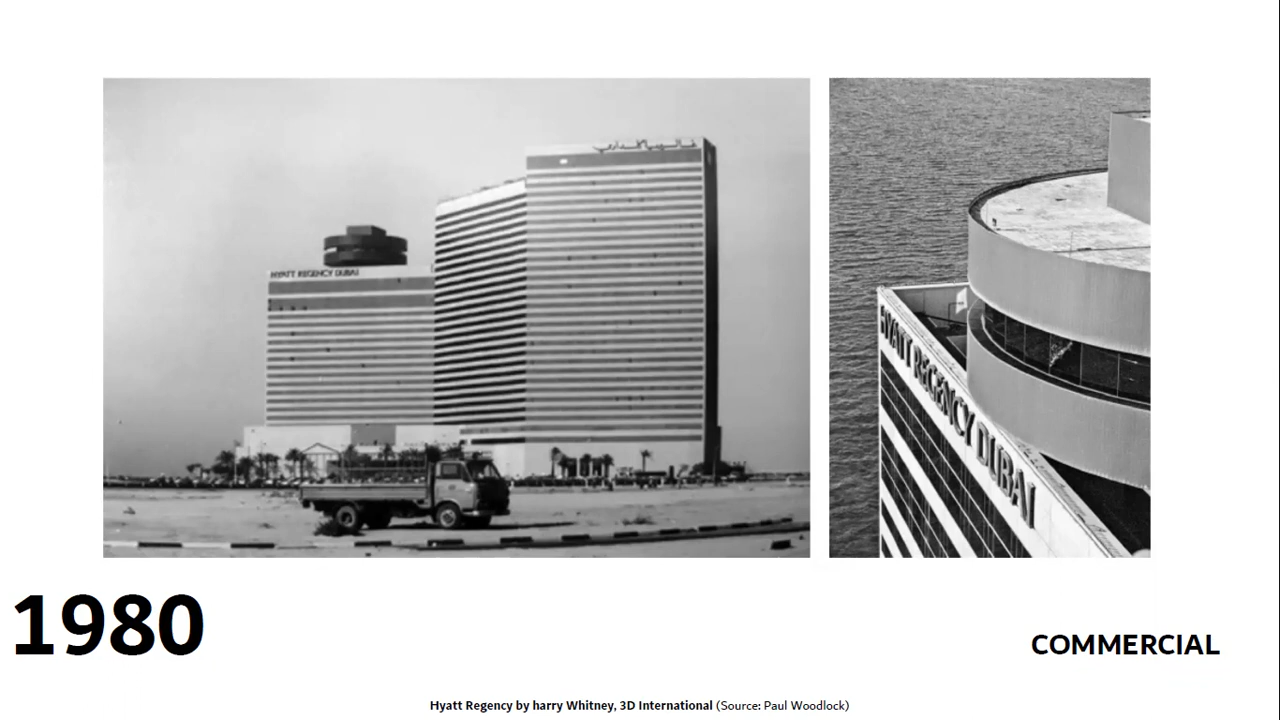 HYATT REGENCY DUBAI
HYATT REGENCY DUBAI
1980
COMMERCIAL
Hyatt Regency by harry Whitney, 3D International (Source: Paul Woodlock)